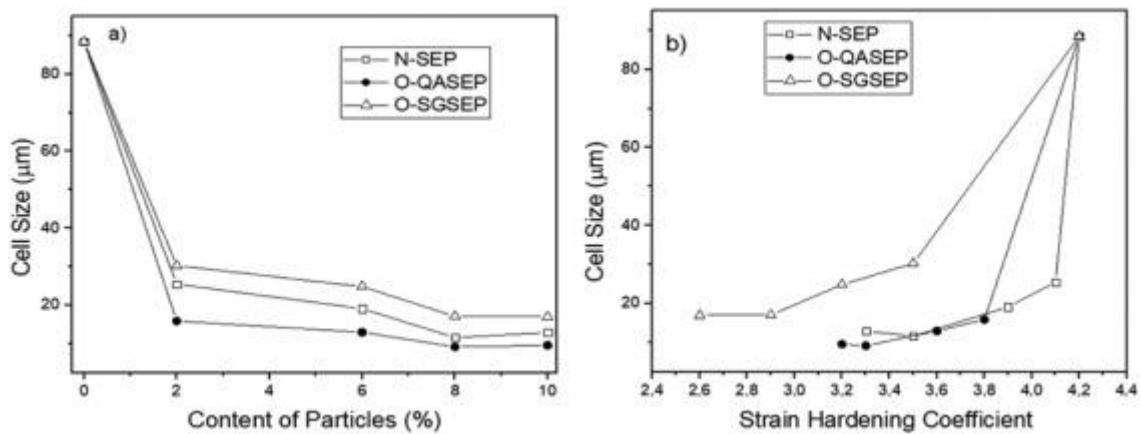 a)
N-SEP
O-QASEP
O-SGSEP
80
60
40
20
0 2 4 6 8 10
Cell Size (μm)
Content of Particles (%)
b)
N-SEP
O-QASEP
O-SGSEP
80
60
40
20
2,4 2,6 2,8 3,0 3,2 3,4 3,6 3,8 4,0 4,2 4,4
Cell Size (μm)
Strain Hardening Coefficient